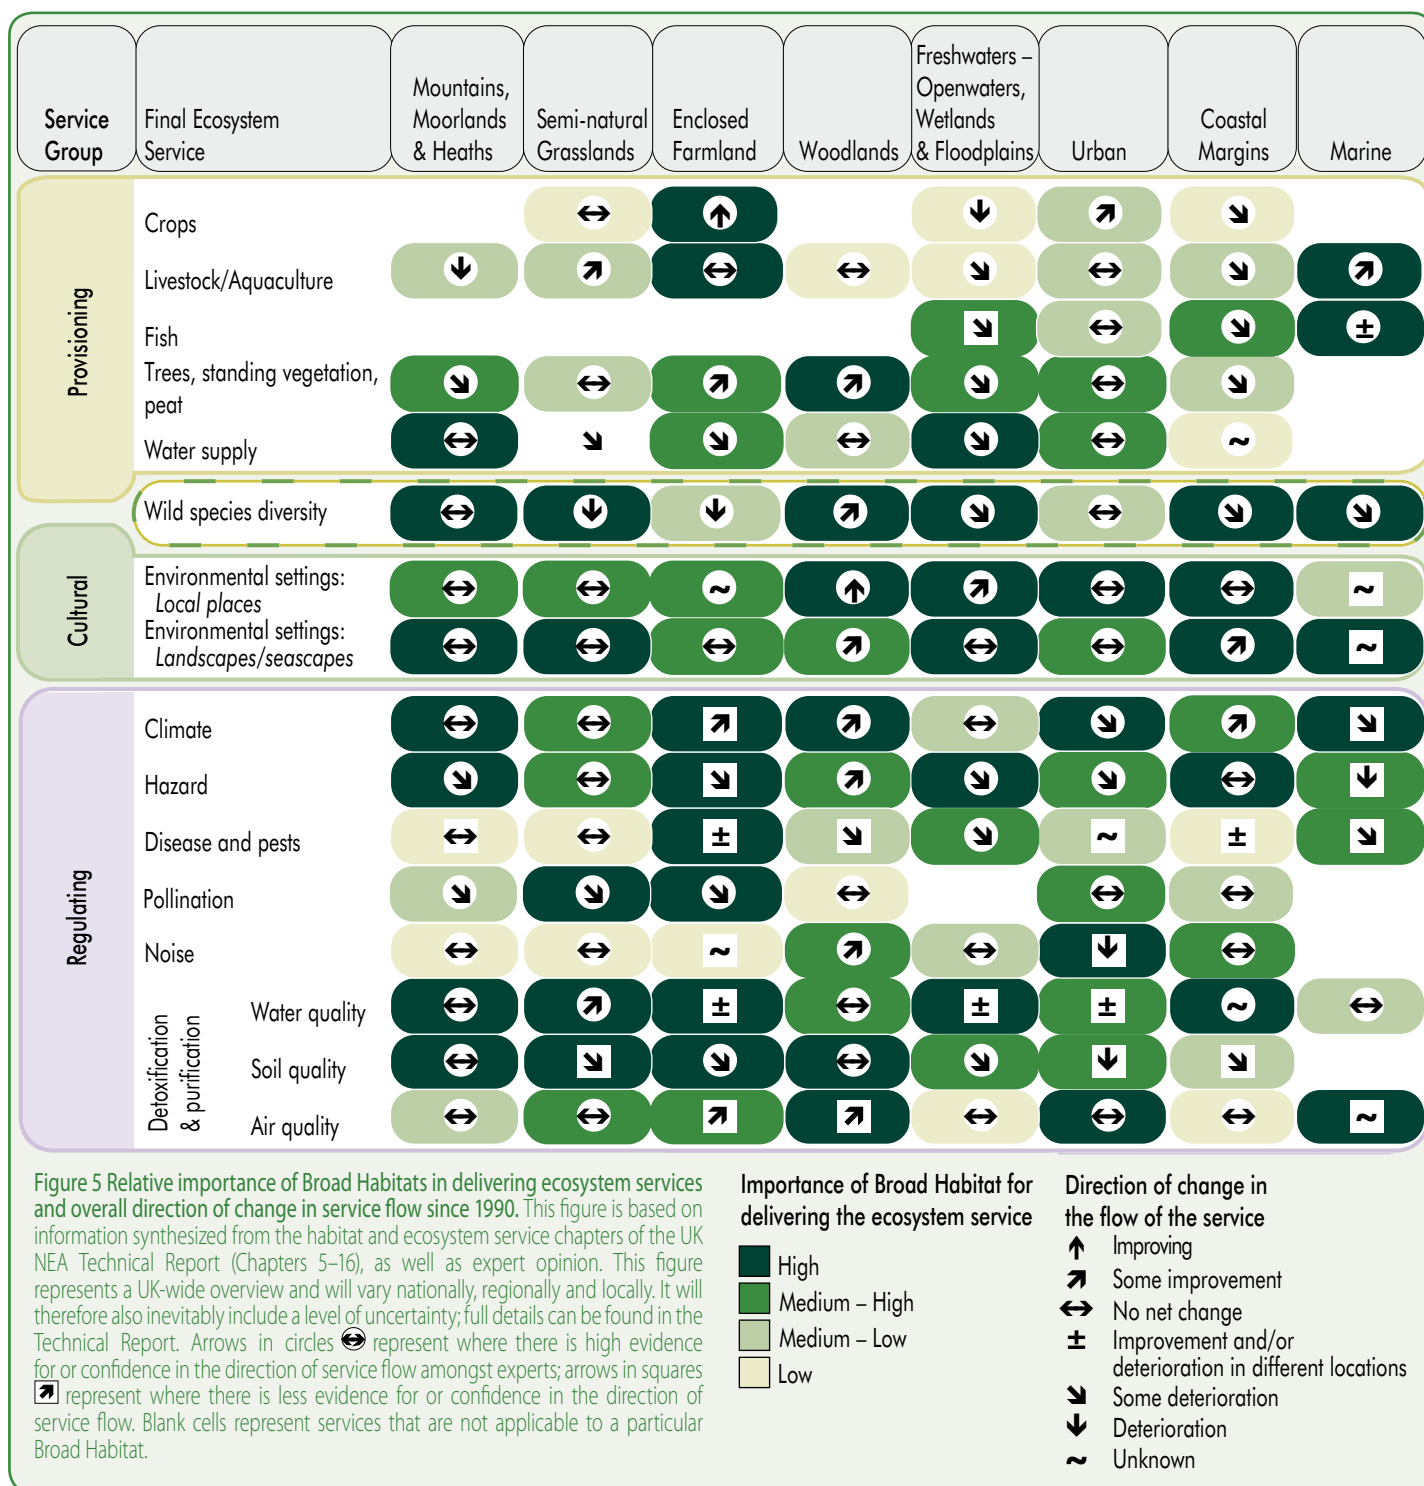 Service
Group
Final Ecosystem
Service
Mountains,
Moorlands
& Heaths
Semi-natural
Grasslands
Enclosed
Farmland
Woodlands
Freshwaters –
Openwaters,
Wetlands
& Floodplains
Urban
Coastal
Margins
Marine
Provisioning
Crops
Livestock/Aquaculture
Fish
Trees, standing vegetation,
peat
Water supply
Wild species diversity
Cultural
Environmental settings:
Local places
Environmental settings:
Landscapes/seascapes
Regulating
Climate
Hazard
Disease and pests
Pollination
Noise
Detoxification
& purification
Water quality
Soil quality
Air quality
Figure 5 Relative importance of Broad Habitats in delivering ecosystem services
and overall direction of change in service flow since 1990. This figure is based on
information synthesized from the habitat and ecosystem service chapters of the UK
NEA Technical Report (Chapters 5–16), as well as expert opinion. This figure
represents a UK-wide overview and will vary nationally, regionally and locally. It will
therefore also inevitably include a level of uncertainty; full details can be found in the
Technical Report. Arrows in circles ↔ represent where there is high evidence
for or confidence in the direction of service flow amongst experts; arrows in squares
↗ represent where there is less evidence for or confidence in the direction of
service flow. Blank cells represent services that are not applicable to a particular
Broad Habitat.
Importance of Broad Habitat for
delivering the ecosystem service
High
Medium – High
Medium – Low
Low
Direction of change in
the flow of the service
↑ Improving
↗ Some improvement
↔ No net change
± Improvement and/or
deterioration in different locations
↘ Some deterioration
↓ Deterioration
~ Unknown